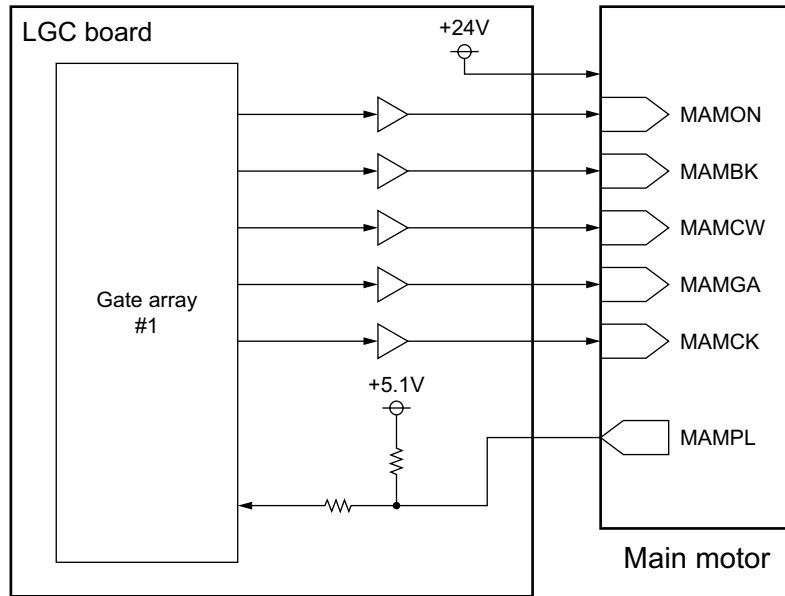 LGC board
+24V
MAMON
MAMBK
MAMCW
MAMGA
Gate array
#1
MAMCK
+5.1V
MAMPL
Main motor